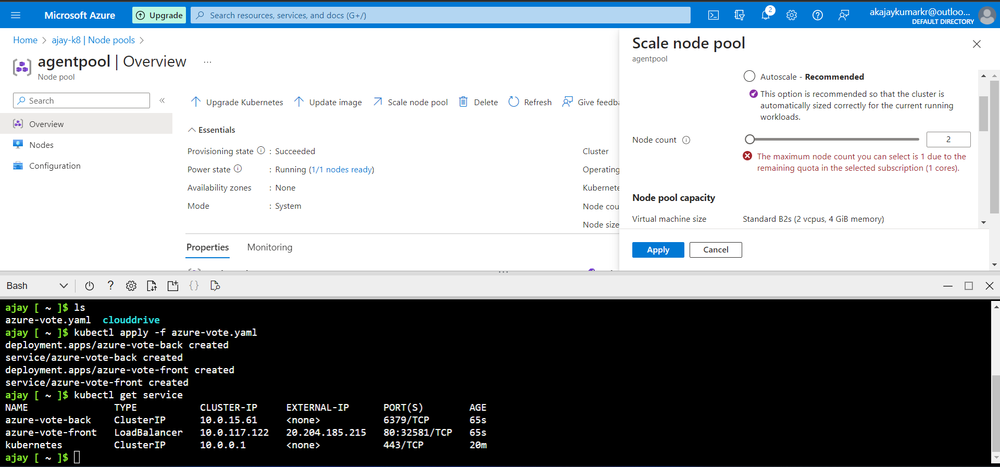 Microsoft Azure
Upgrade
Search resources, services, and docs (G+/)
2
akajaykumarkr@outloo...
DEFAULT DIRECTORY
Home > ajay-k8 | Node pools >
agentpool | Overview ...
Node pool
Search
«
Overview
Nodes
Configuration
Upgrade Kubernetes
Update image
Scale node pool
Delete
Refresh
Give feedba
Essentials
Provisioning state : Succeeded
Power state : Running (1/1 nodes ready)
Availability zones : None
Mode : System
Cluster
Operating
Kubernete
Node cou
Node size
Properties
Monitoring
Scale node pool
agentpool
Autoscale - Recommended
This option is recommended so that the cluster is
automatically sized correctly for the current running
workloads.
Node count
2
The maximum node count you can select is 1 due to the
remaining quota in the selected subscription (1 cores).
Node pool capacity
Virtual machine size
Standard B2s (2 vcpus, 4 GiB memory)
Apply
Cancel
Bash
ajay [ ~ ]$ ls
azure-vote.yaml  clouddrive
ajay [ ~ ]$ kubectl apply -f azure-vote.yaml
deployment.apps/azure-vote-back created
service/azure-vote-back created
deployment.apps/azure-vote-front created
service/azure-vote-front created
ajay [ ~ ]$ kubectl get service
NAME               TYPE           CLUSTER-IP     EXTERNAL-IP      PORT(S)        AGE
azure-vote-back    ClusterIP      10.0.15.61     <none>           6379/TCP       65s
azure-vote-front   LoadBalancer   10.0.117.122   20.204.185.215   80:32581/TCP   65s
kubernetes         ClusterIP      10.0.0.1       <none>           443/TCP        20m
ajay [ ~ ]$